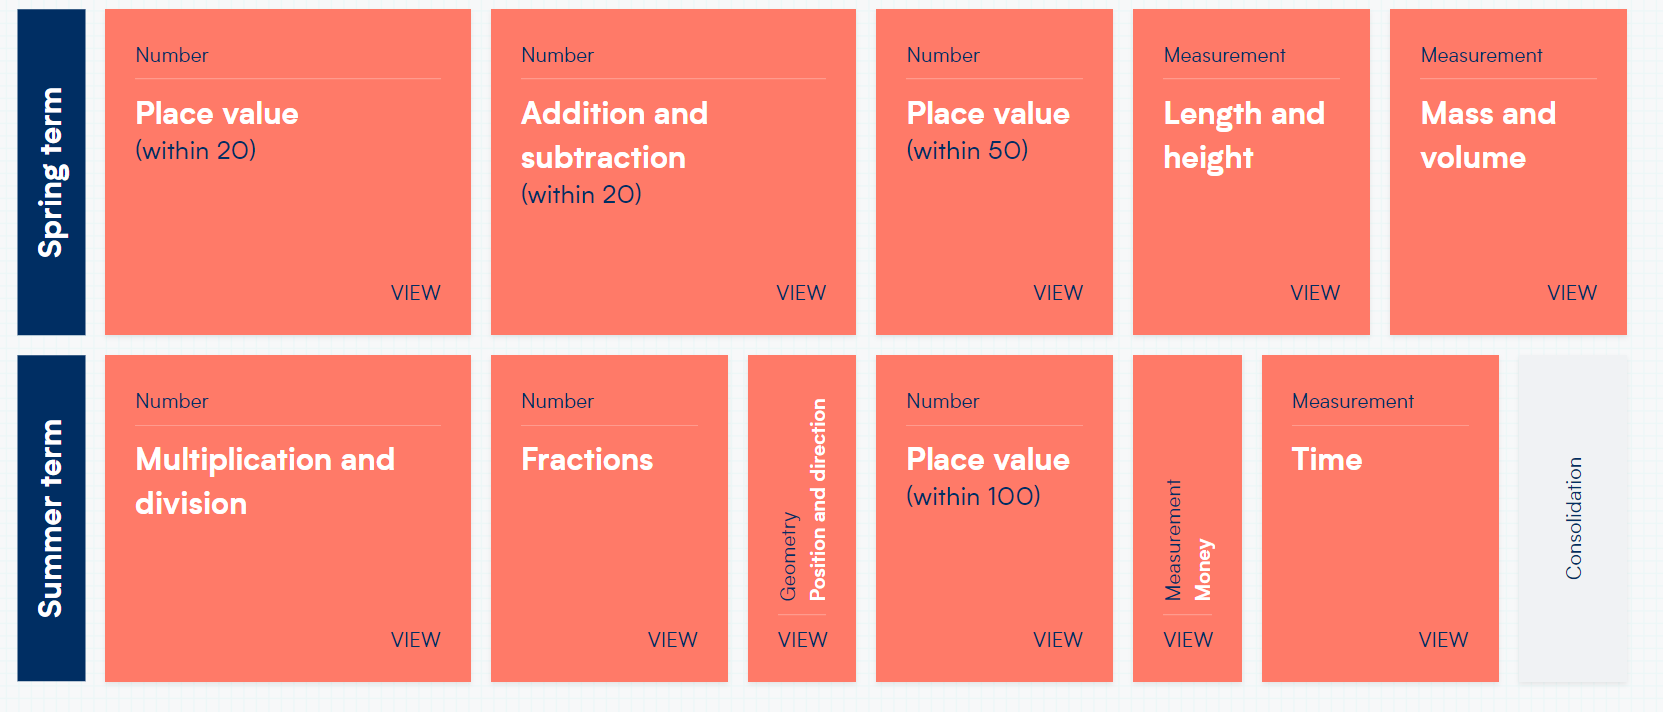 Spring term
Number
Place value
(within 20)
VIEW
Number
Addition and
subtraction
(within 20)
VIEW
Number
Place value
(within 50)
VIEW
Measurement
Length and
height
VIEW
Measurement
Mass and
volume
VIEW
Summer term
Number
Multiplication and
division
VIEW
Number
Fractions
VIEW
Geometry
Position and direction
VIEW
Number
Place value
(within 100)
VIEW
Measurement
Money
VIEW
Measurement
Time
VIEW
Consolidation